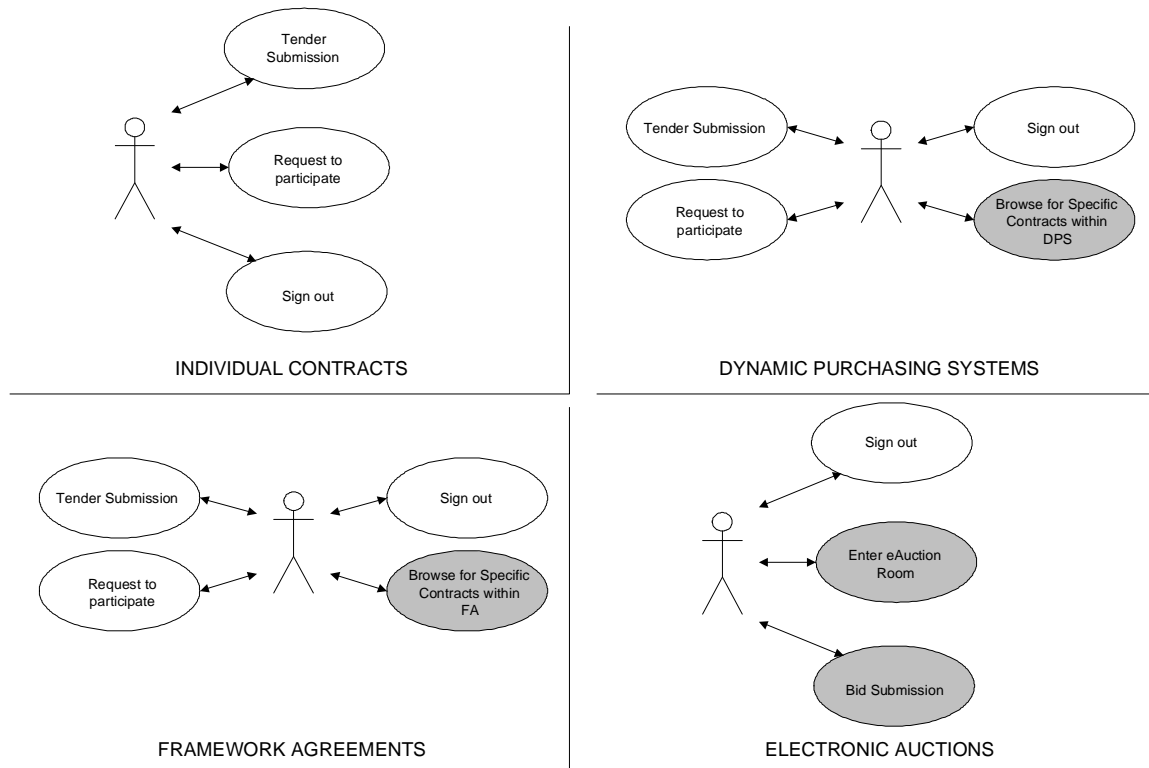 Tender
Submission
Request to
participate
Sign out
INDIVIDUAL CONTRACTS
Tender Submission
Sign out
Request to
participate
Browse for Specific
Contracts within
DPS
DYNAMIC PURCHASING SYSTEMS
Tender Submission
Sign out
Request to
participate
Browse for Specific
Contracts within
FA
FRAMEWORK AGREEMENTS
Sign out
Enter eAuction
Room
Bid Submission
ELECTRONIC AUCTIONS